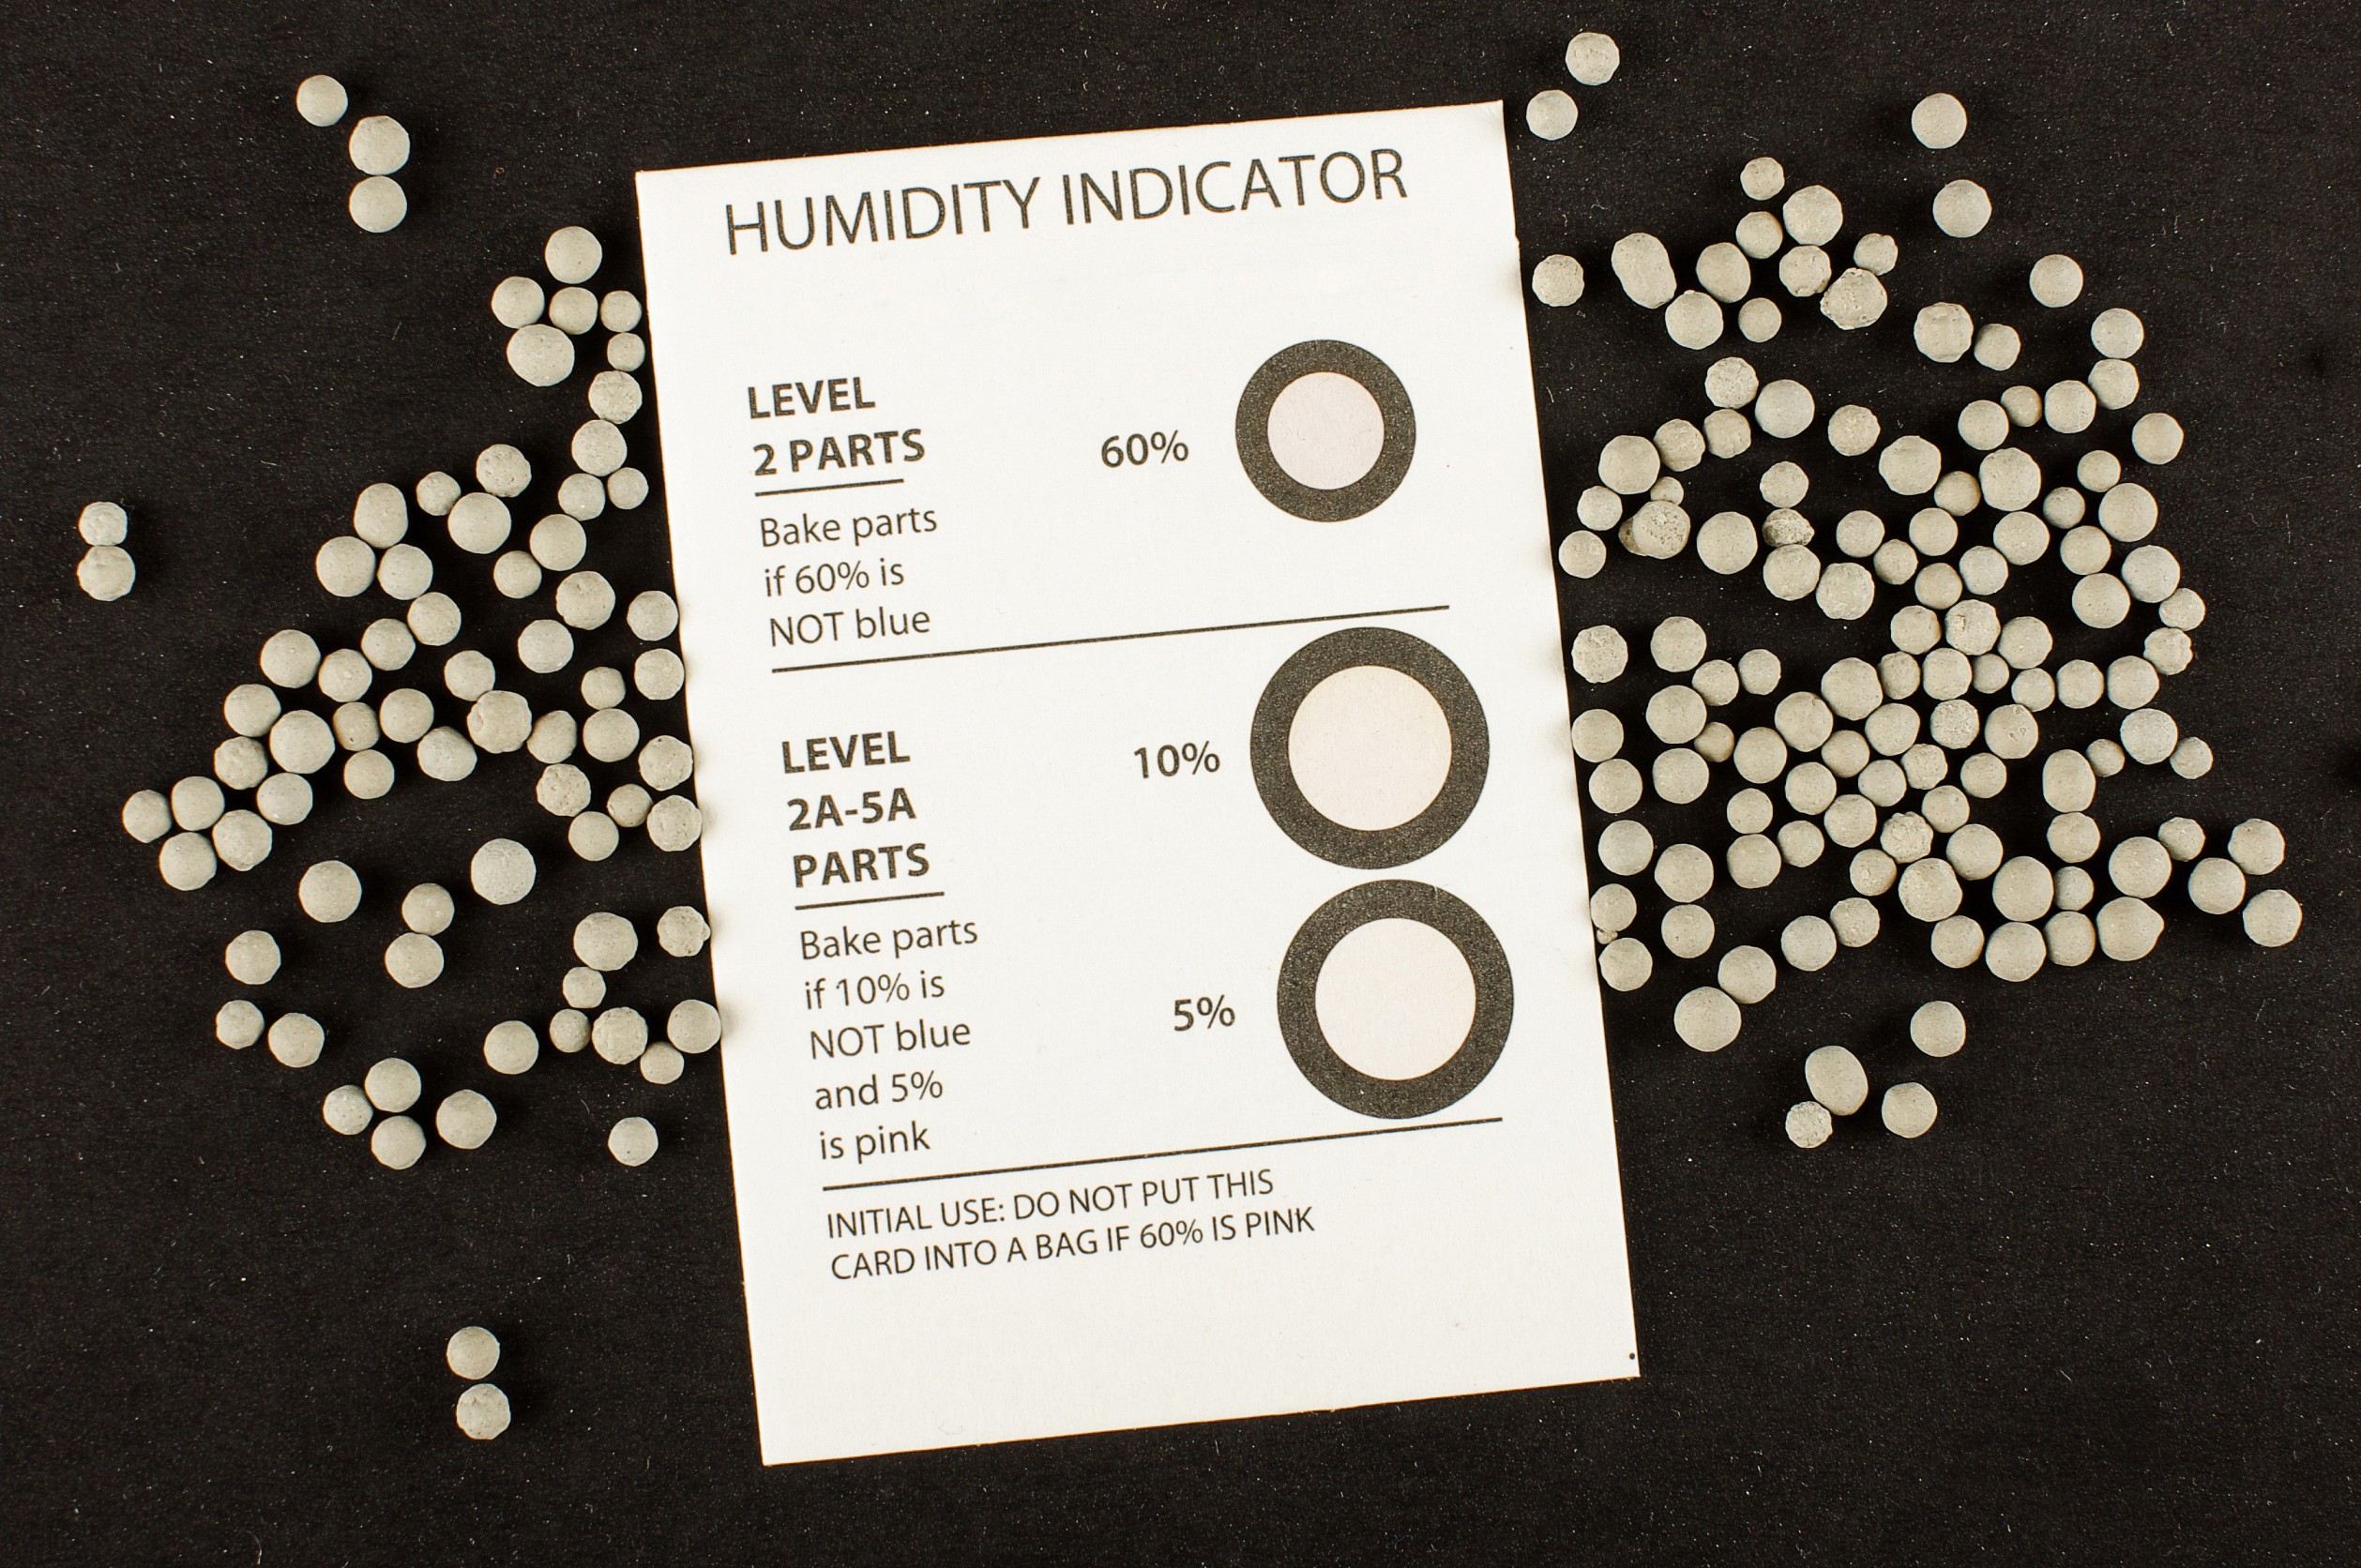 HUMIDITY INDICATOR
LEVEL
2 PARTS
60%
Bake parts
if 60% is
NOT blue
LEVEL
2A-5A
PARTS
10%
Bake parts
if 10% is
NOT blue
and 5%
is pink
5%
INITIAL USE: DO NOT PUT THIS
CARD INTO A BAG IF 60% IS PINK